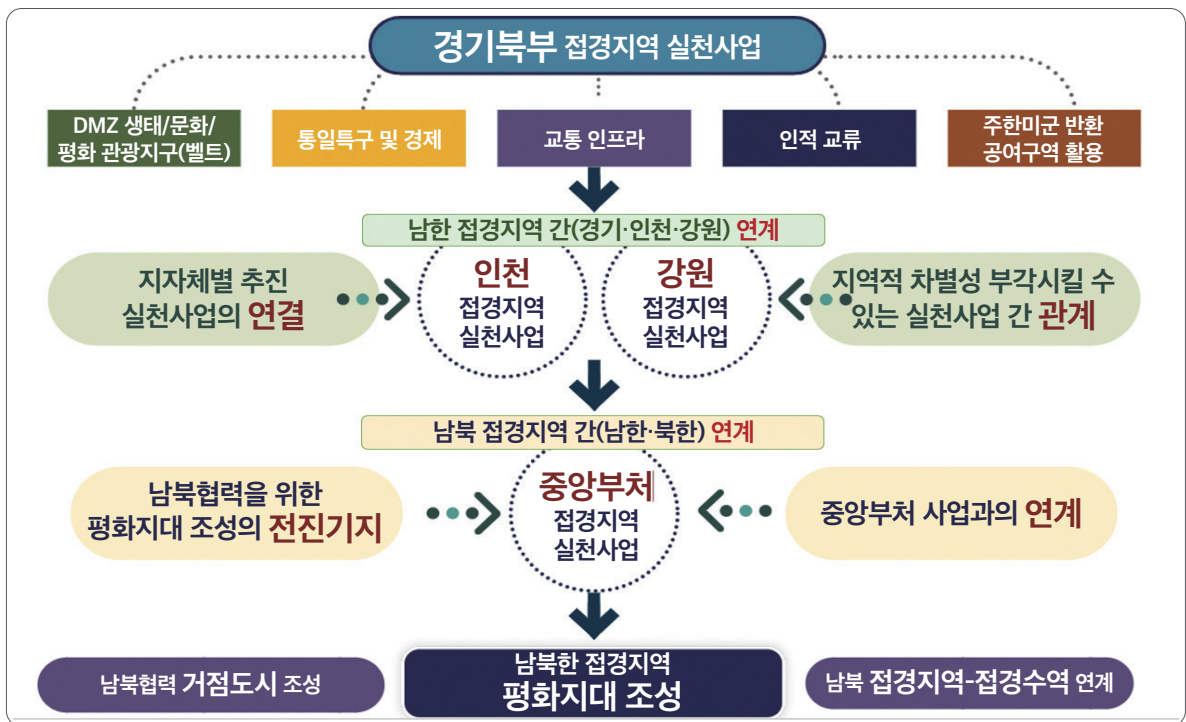 경기북부 접경지역 실천사업
DMZ 생태/문화/
평화 관광지구(벨트)
통일특구 및 경제
교통 인프라
인적 교류
주한미군 반환
공여구역 활용
남한 접경지역 간(경기·인천·강원) 연계
지자체별 추진
실천사업의 연결
인천
접경지역
실천사업
강원
접경지역
실천사업
지역적 차별성 부각시킬 수
있는 실천사업 간 관계
남북 접경지역 간(남한·북한) 연계
남북협력을 위한
평화지대 조성의 전진기지
중앙부처
접경지역
실천사업
중앙부처 사업과의 연계
남북협력 거점도시 조성
남북한 접경지역
평화지대 조성
남북 접경지역-접경수역 연계